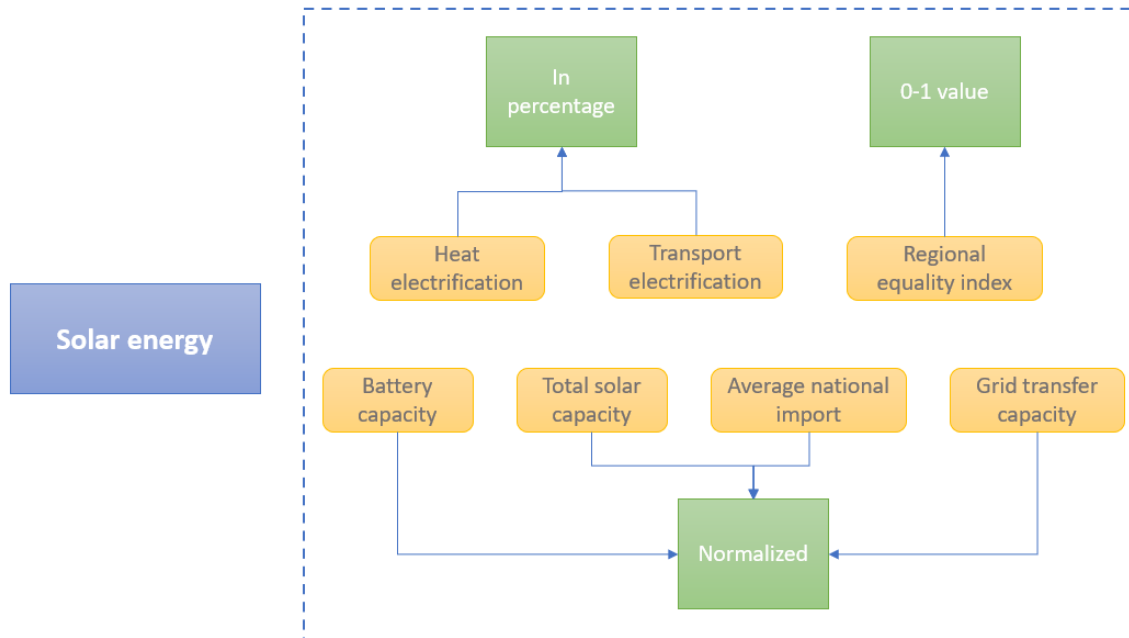 In
percentage
0-1 value
Heat
electrification
Transport
electrification
Regional
equality index
Solar energy
Battery
capacity
Total solar
capacity
Average national
import
Grid transfer
capacity
Normalized